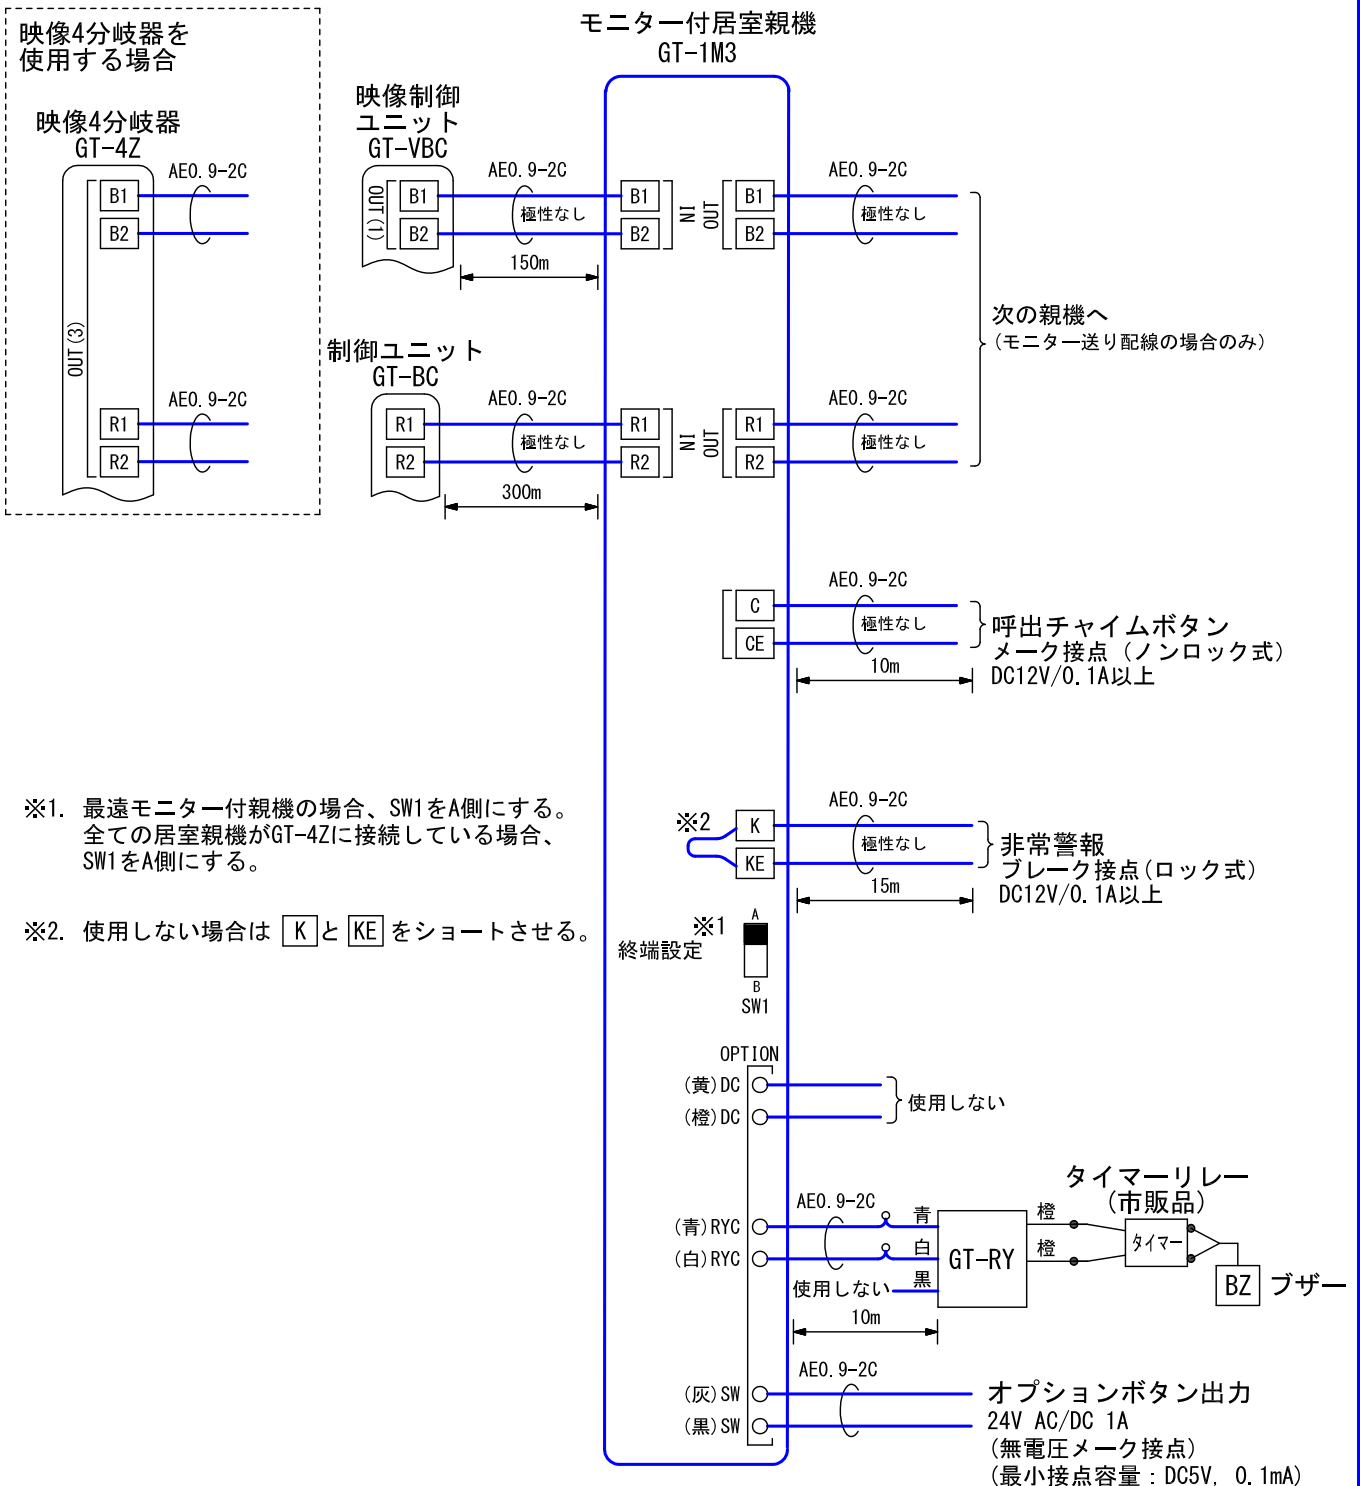 映像4分岐器を
使用する場合
映像4分岐器
GT-4Z
AE0.9-2C
B1
B2
OUT(3)
AE0.9-2C
R1
R2
モニター付居室親機
GT-1M3
映像制御
ユニット
GT-VBC
OUT(1)
B1
B2
AE0.9-2C
極性なし
150m
B1
B2
IN
OUT
B1
B2
AE0.9-2C
極性なし
制御ユニット
GT-BC
R1
R2
AE0.9-2C
極性なし
300m
R1
R2
IN
OUT
R1
R2
AE0.9-2C
極性なし
次の親機へ
(モニター送り配線の場合のみ)
C
CE
AE0.9-2C
極性なし
10m
呼出チャイムボタン
メーク接点 (ノンロック式)
DC12V/0.1A以上
※1. 最遠モニター付親機の場合、SW1をA側にする。
全ての居室親機がGT-4Zに接続している場合、
SW1をA側にする。
※2. 使用しない場合は K と KE をショートさせる。
※2
K
KE
AE0.9-2C
極性なし
15m
非常警報
ブレーク接点(ロック式)
DC12V/0.1A以上
※1
終端設定
A
B
SW1
OPTION
(黄)DC
(橙)DC
使用しない
(青)RYC
(白)RYC
AE0.9-2C
青
白
使用しない
黒
10m
GT-RY
橙
橙
タイマーリレー
(市販品)
タイマー
BZ
ブザー
(灰)SW
(黒)SW
AE0.9-2C
オプションボタン出力
24V AC/DC 1A
(無電圧メーク接点)
(最小接点容量:DC5V, 0.1mA)